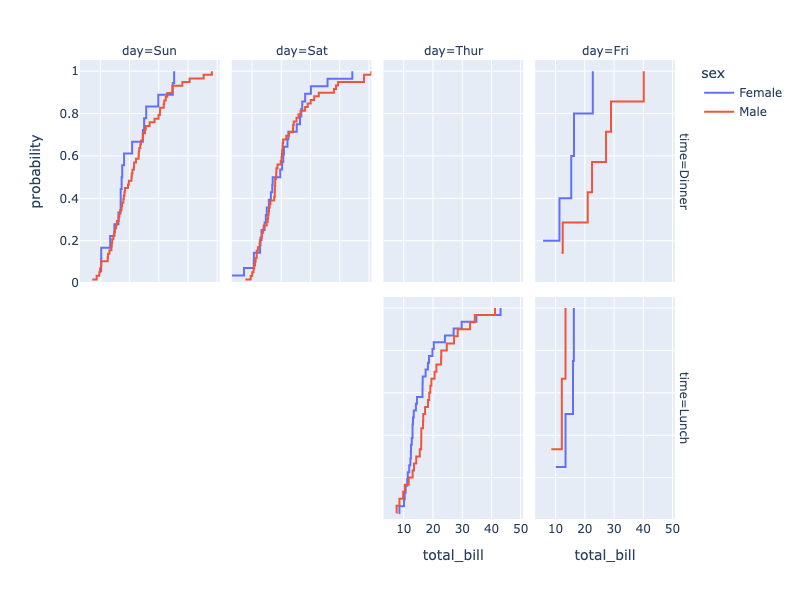 day=Sun day=Sat day=Thur day=Fri
sex
Female
Male
probability
1
0.8
0.6
0.4
0.2
0
time=Dinner
time=Lunch
10 20 30 40 50 10 20 30 40 50
total_bill total_bill